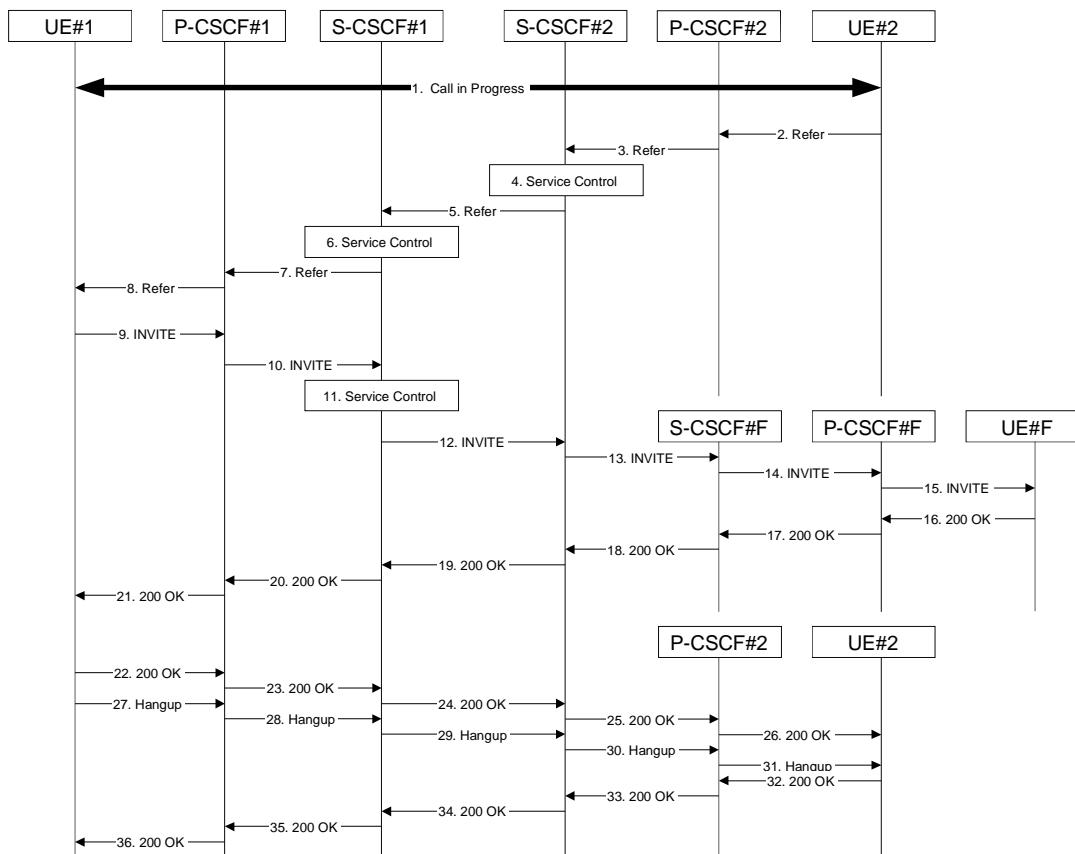 UE#1
P-CSCF#1
S-CSCF#1
S-CSCF#2
P-CSCF#2
UE#2
1. Call in Progress
2. Refer
3. Refer
4. Service Control
5. Refer
6. Service Control
7. Refer
8. Refer
9. INVITE
10. INVITE
11. Service Control
S-CSCF#F
P-CSCF#F
UE#F
12. INVITE
13. INVITE
14. INVITE
15. INVITE
16. 200 OK
17. 200 OK
18. 200 OK
19. 200 OK
20. 200 OK
21. 200 OK
P-CSCF#2
UE#2
22. 200 OK
23. 200 OK
27. Hangup
24. 200 OK
28. Hangup
25. 200 OK
29. Hangup
26. 200 OK
30. Hangup
31. Hangup
32. 200 OK
33. 200 OK
34. 200 OK
35. 200 OK
36. 200 OK